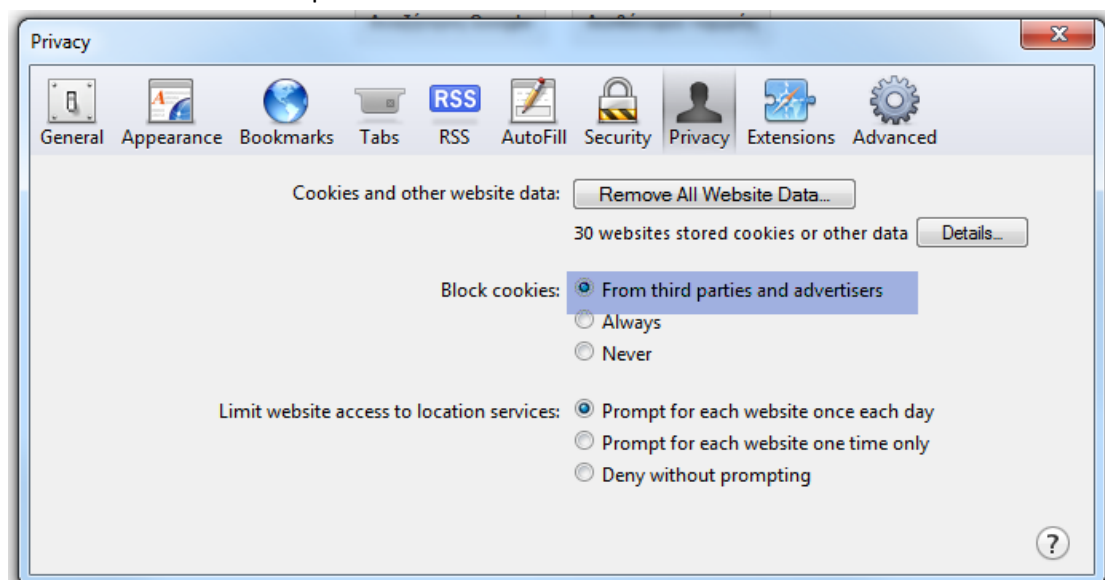 Privacy
RSS
General Appearance Bookmarks Tabs RSS AutoFill Security Privacy Extensions Advanced
Cookies and other website data: Remove All Website Data...
30 websites stored cookies or other data Details...
Block cookies: From third parties and advertisers
Always
Never
Limit website access to location services: Prompt for each website once each day
Prompt for each website one time only
Deny without prompting
?